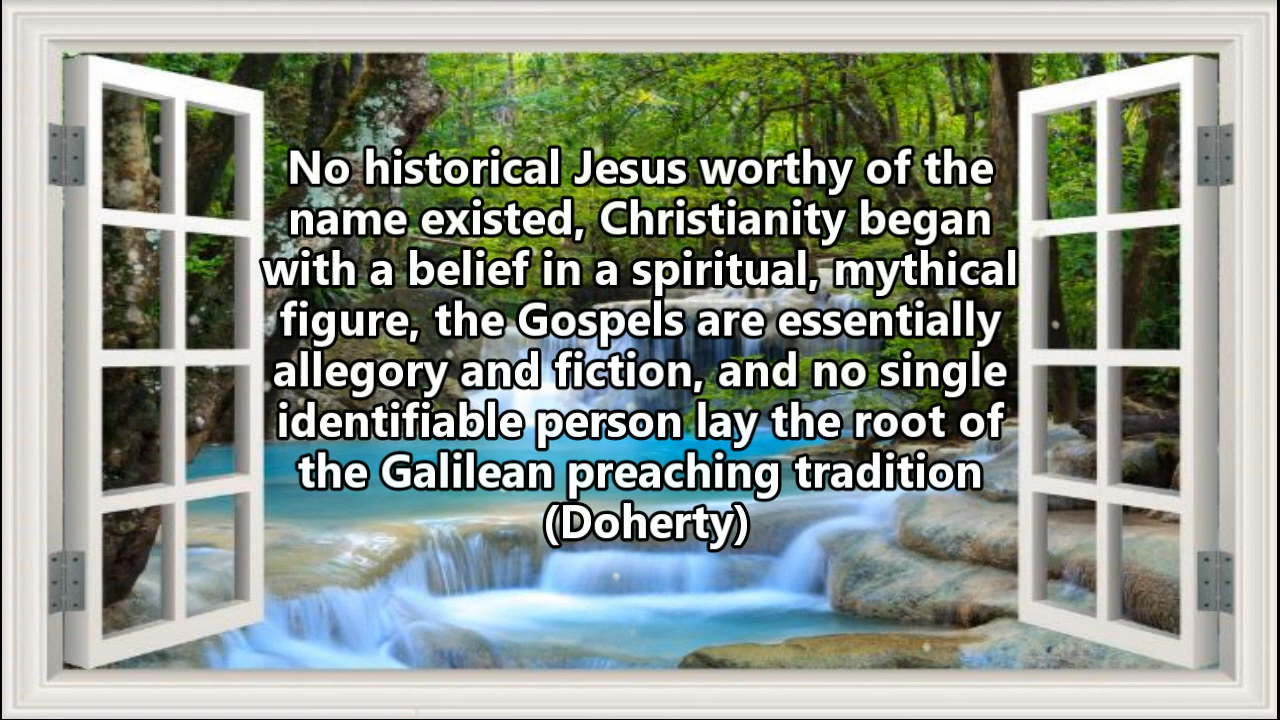 No historical Jesus worthy of the
name existed, Christianity began
with a belief in a spiritual, mythical
figure, the Gospels are essentially
allegory and fiction, and no single
identifiable person lay the root of
the Galilean preaching tradition
(Doherty)